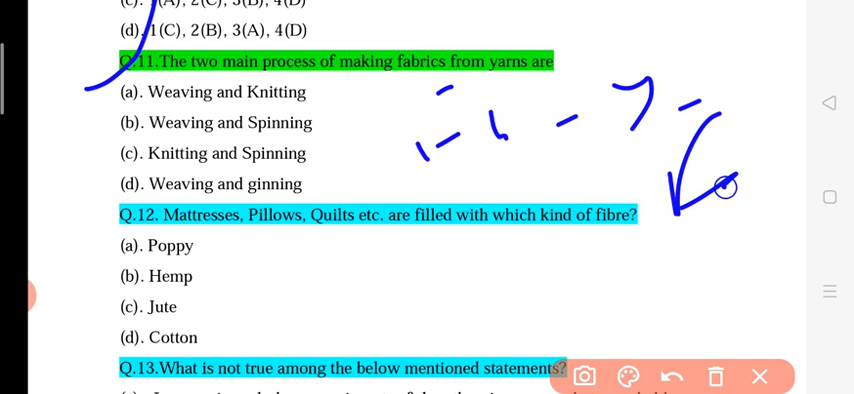 (d). 1(C), 2(B), 3(A), 4(D)
Q.11.The two main process of making fabrics from yarns are
(a). Weaving and Knitting
(b). Weaving and Spinning
(c). Knitting and Spinning
(d). Weaving and ginning
Q.12. Mattresses, Pillows, Quilts etc. are filled with which kind of fibre?
(a). Poppy
(b). Hemp
(c). Jute
(d). Cotton
Q.13.What is not true among the below mentioned statements?